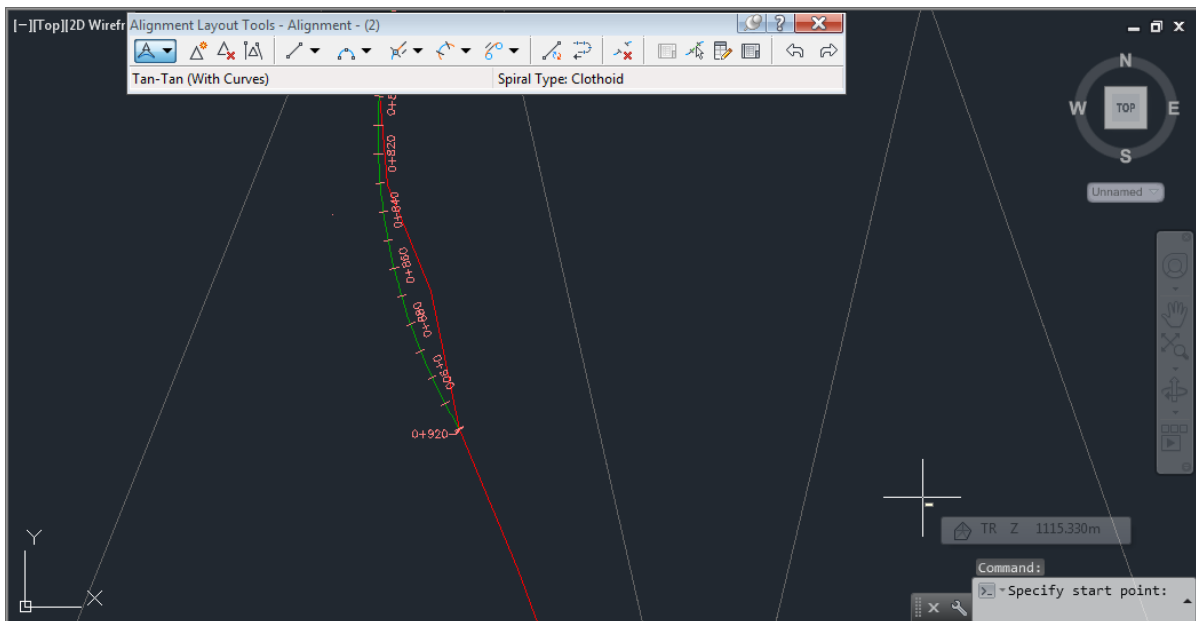 [−][Top][2D Wirefr
Alignment Layout Tools - Alignment - (2)
Tan-Tan (With Curves)
Spiral Type: Clothoid
N
W
TOP
E
S
Unnamed
0+820
0+840
0+860
0+880
0+900
0+920
TR Z 1115.330m
Command:
Specify start point:
Y
X